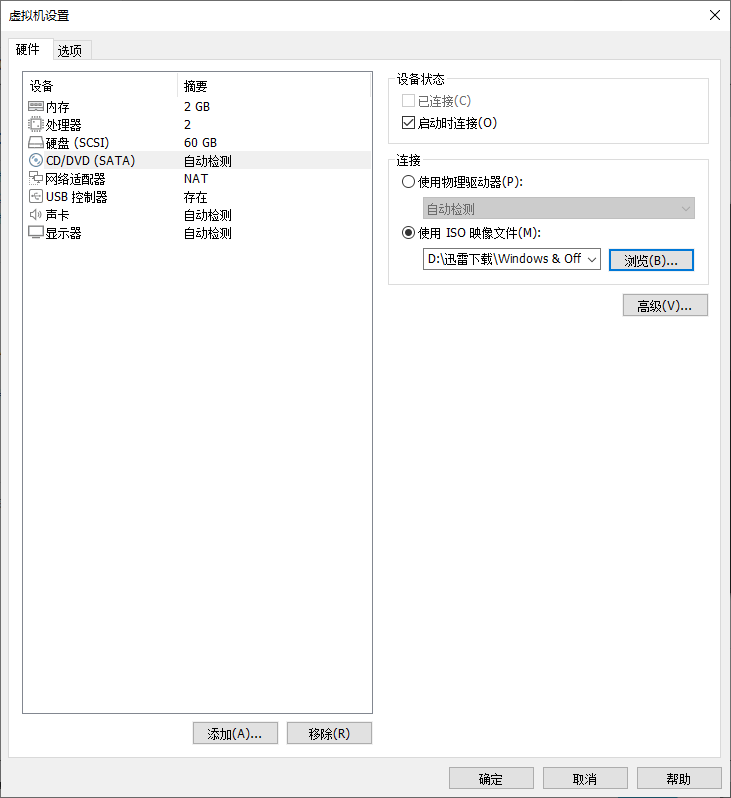 虚拟机设置
硬件 选项
设备 摘要
内存 2 GB
处理器 2
硬盘 (SCSI) 60 GB
CD/DVD (SATA) 自动检测
网络适配器 NAT
USB 控制器 存在
声卡 自动检测
显示器 自动检测
添加(A)... 移除(R)
设备状态
已连接(C)
启动时连接(O)
连接
使用物理驱动器(P):
自动检测
使用 ISO 映像文件(M):
D:\迅雷下载\Windows & Off 浏览(B)...
高级(V)...
确定 取消 帮助